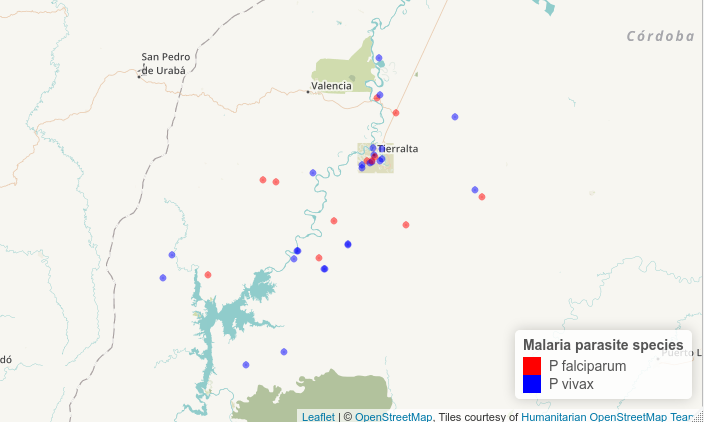 Córdoba
San Pedro
de Urabá
Valencia
Tierralta
Malaria parasite species
P falciparum
P vivax
Puerto L
dó
Leaflet | © OpenStreetMap, Tiles courtesy of Humanitarian OpenStreetMap Team